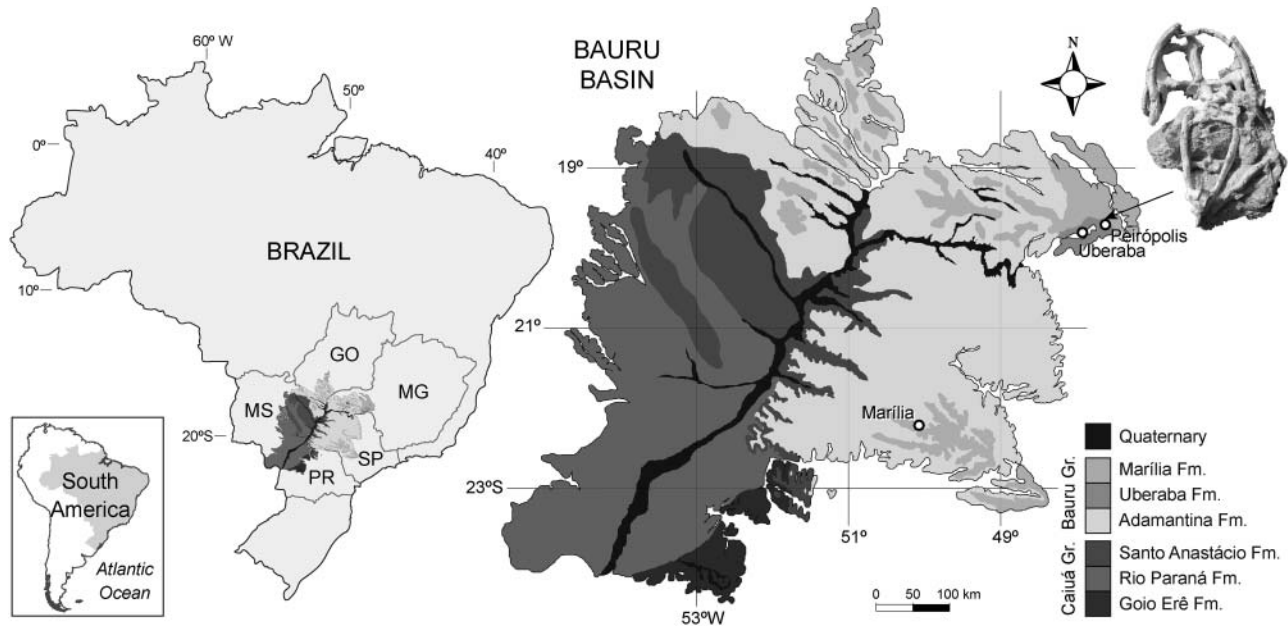 60º W
50º
0º
40º
BRAZIL
10º
GO
MG
MS
20ºS
SP
PR
South
America
Atlantic
Ocean
BAURU
BASIN
N
19º
Peirópolis
Uberaba
21º
Marília
23ºS
51º
49º
53ºW
0 50 100 km
Quaternary
Bauru Gr.
Marília Fm.
Uberaba Fm.
Adamantina Fm.
Caiuá Gr.
Santo Anastácio Fm.
Rio Paraná Fm.
Goio Erê Fm.